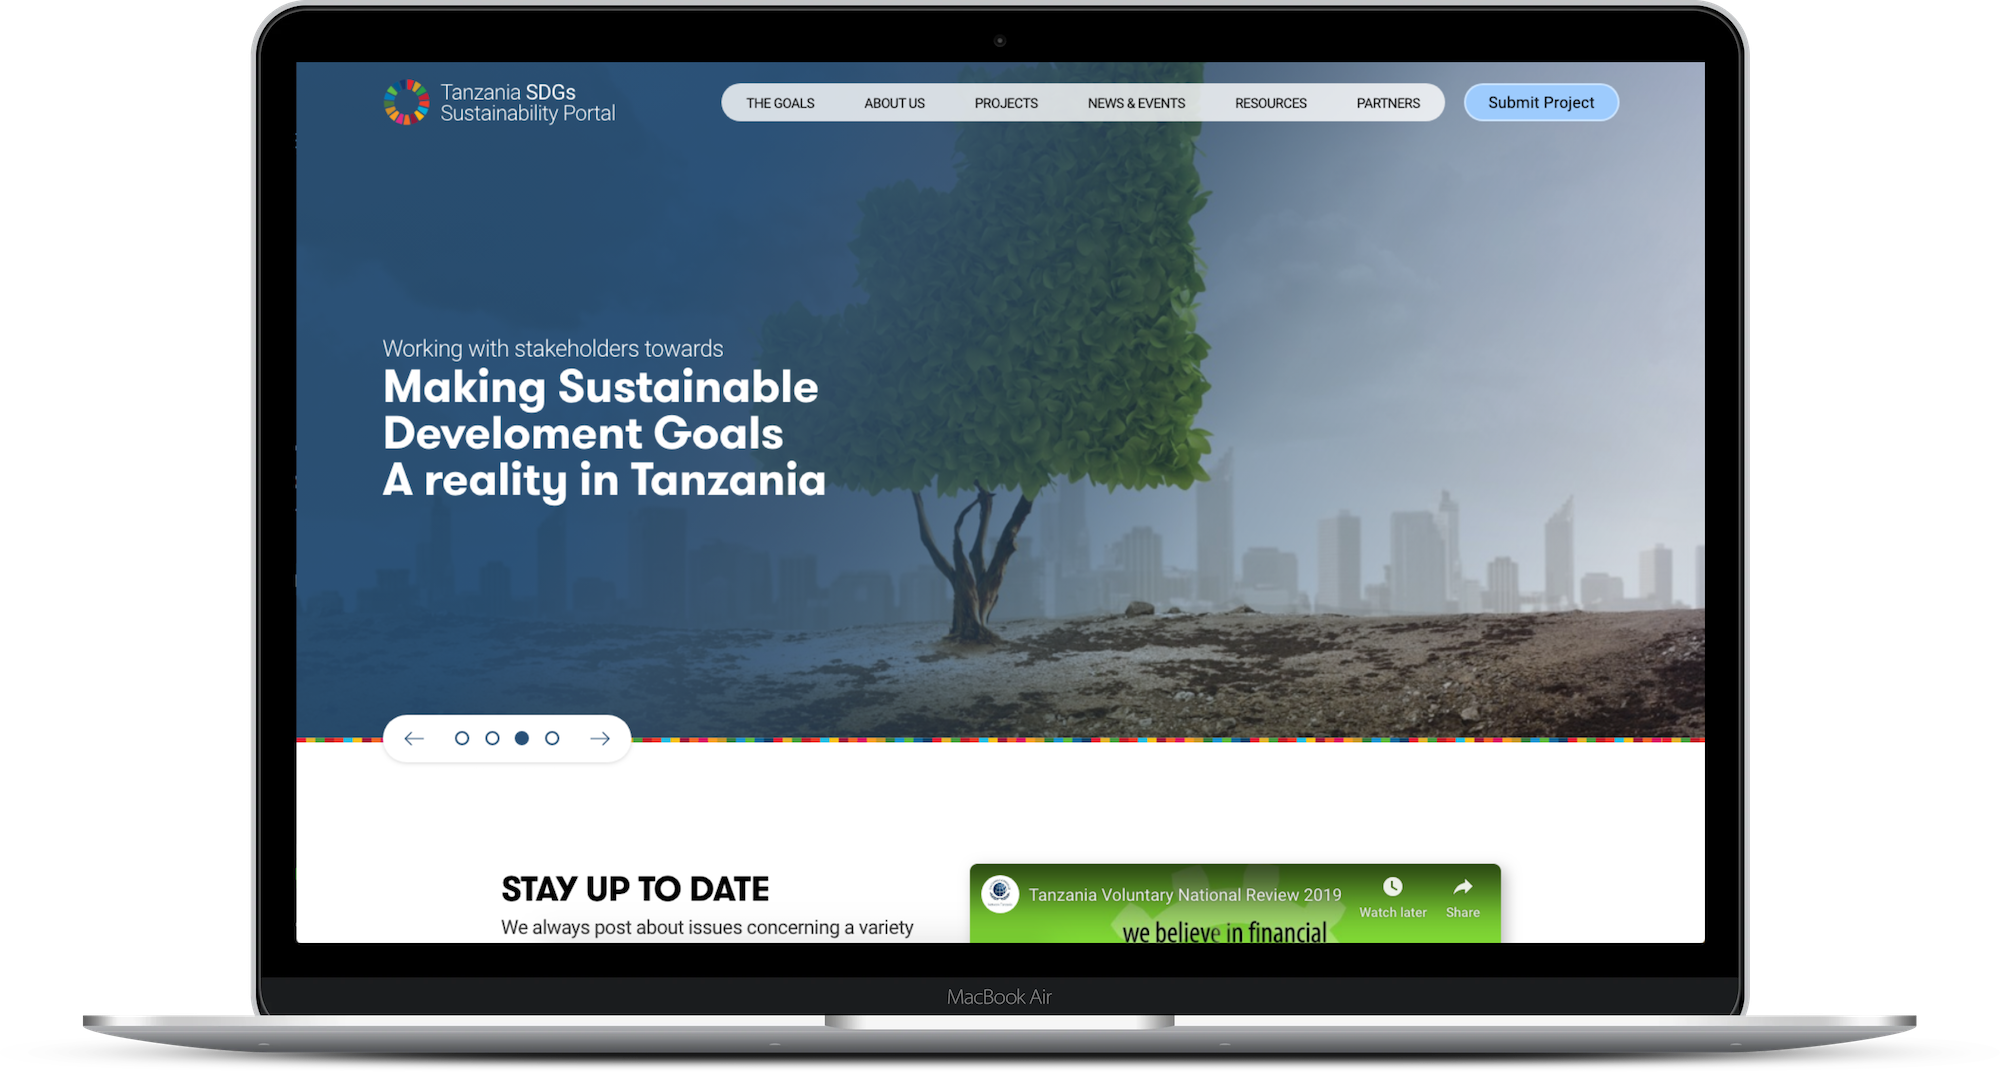 Tanzania SDGs
Sustainability Portal
THE GOALS
ABOUT US
PROJECTS
NEWS & EVENTS
RESOURCES
PARTNERS
Submit Project
Working with stakeholders towards
Making Sustainable
Develoment Goals
A reality in Tanzania
STAY UP TO DATE
We always post about issues concerning a variety
Tanzania Voluntary National Review 2019
Watch later
Share
we believe in financial
MacBook Air